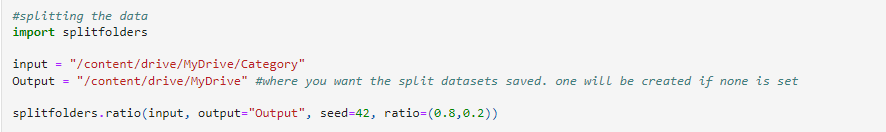 #splitting the data
import splitfolders
input = "/content/drive/MyDrive/Category"
Output = "/content/drive/MyDrive" #where you want the split datasets saved. one will be created if none is set
splitfolders.ratio(input, output="Output", seed=42, ratio=(0.8,0.2))